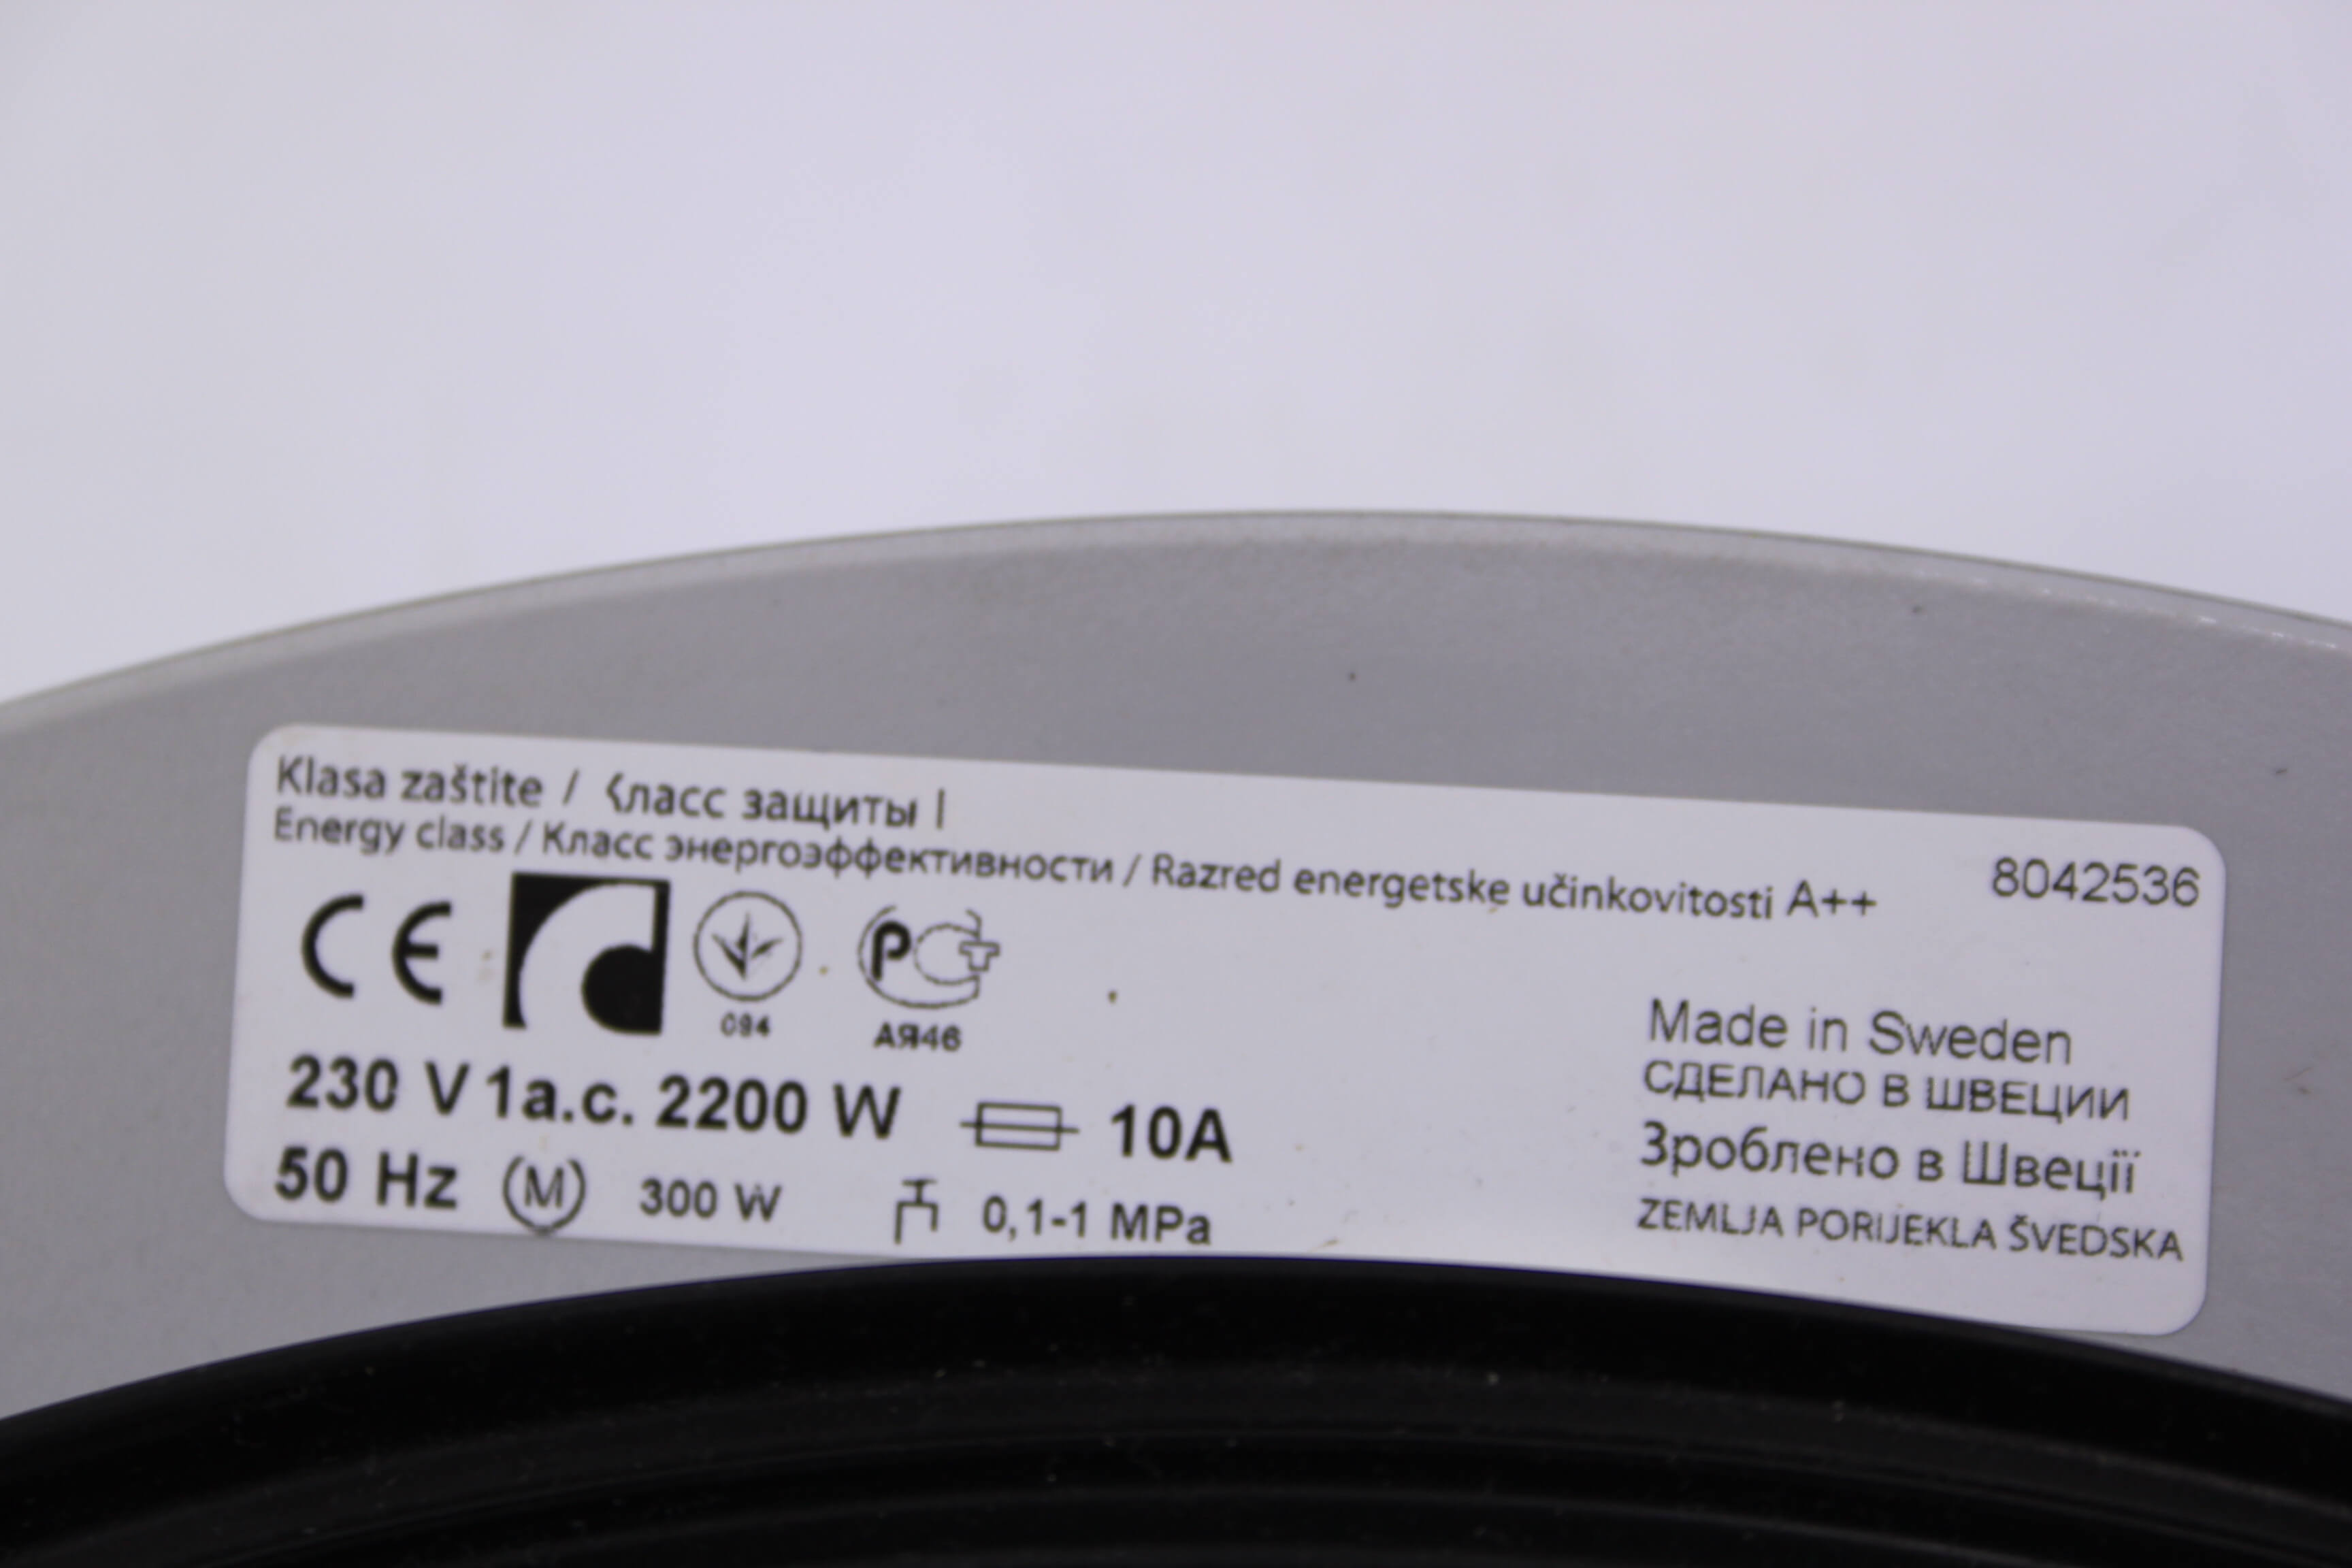 Klasa zaštite / Класс защиты I
Energy class / Класс энергоэффективности / Razred energetske učinkovitosti A++
8042536
CE
094
РСТ
АЯ46
230 V 1a.c. 2200 W 10A
50 Hz M 300 W 0,1-1 MPa
Made in Sweden
СДЕЛАНО В ШВЕЦИИ
Зроблено в Швеції
ZEMLJA PORIJEKLA ŠVEDSKA